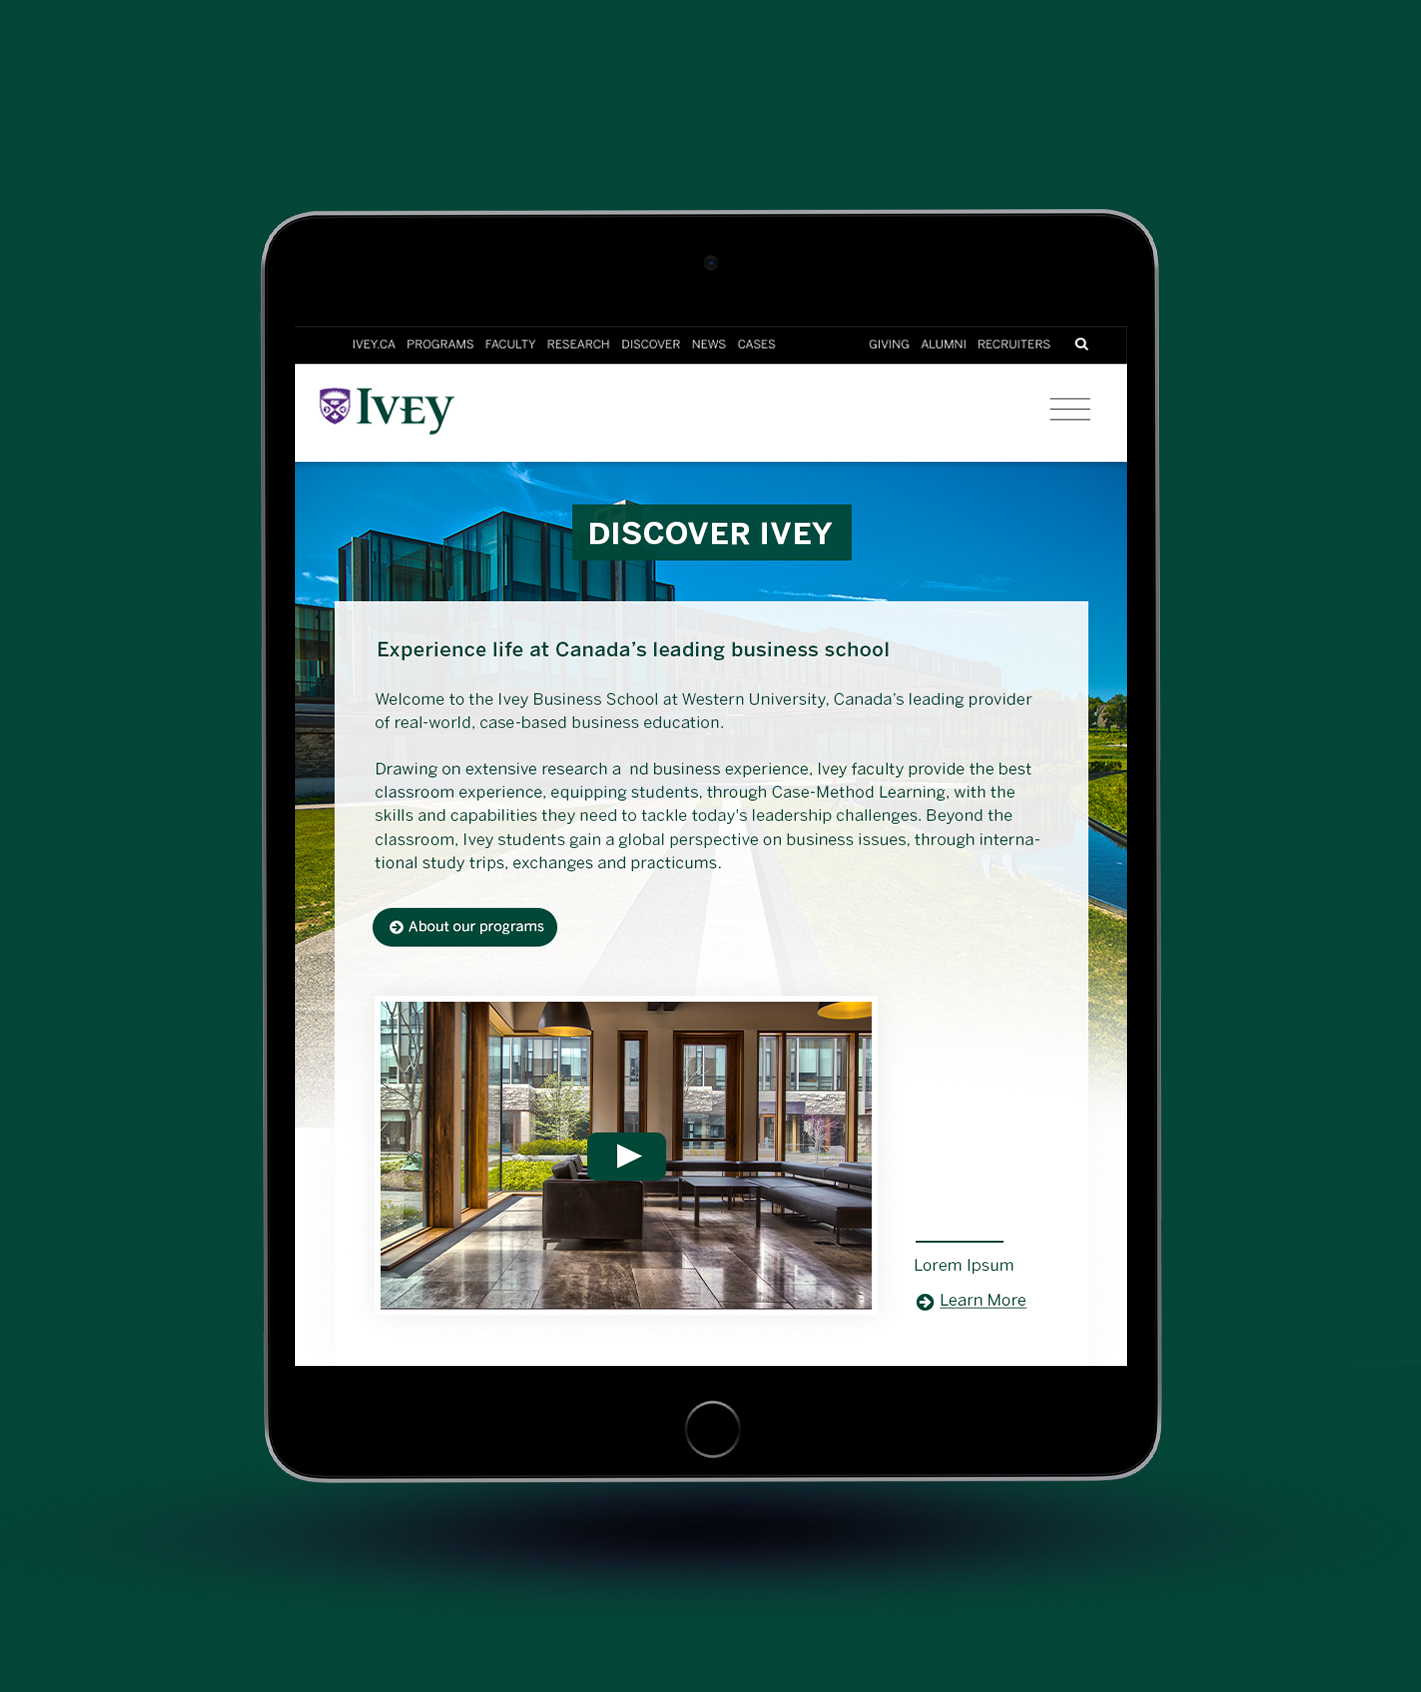 IVEY.CA PROGRAMS FACULTY RESEARCH DISCOVER NEWS CASES GIVING ALUMNI RECRUITERS
IVEY
DISCOVER IVEY
Experience life at Canada's leading business school
Welcome to the Ivey Business School at Western University, Canada's leading provider
of real-world, case-based business education.
Drawing on extensive research a  nd business experience, Ivey faculty provide the best
classroom experience, equipping students, through Case-Method Learning, with the
skills and capabilities they need to tackle today's leadership challenges. Beyond the
classroom, Ivey students gain a global perspective on business issues, through interna-
tional study trips, exchanges and practicums.
About our programs
Lorem Ipsum
Learn More